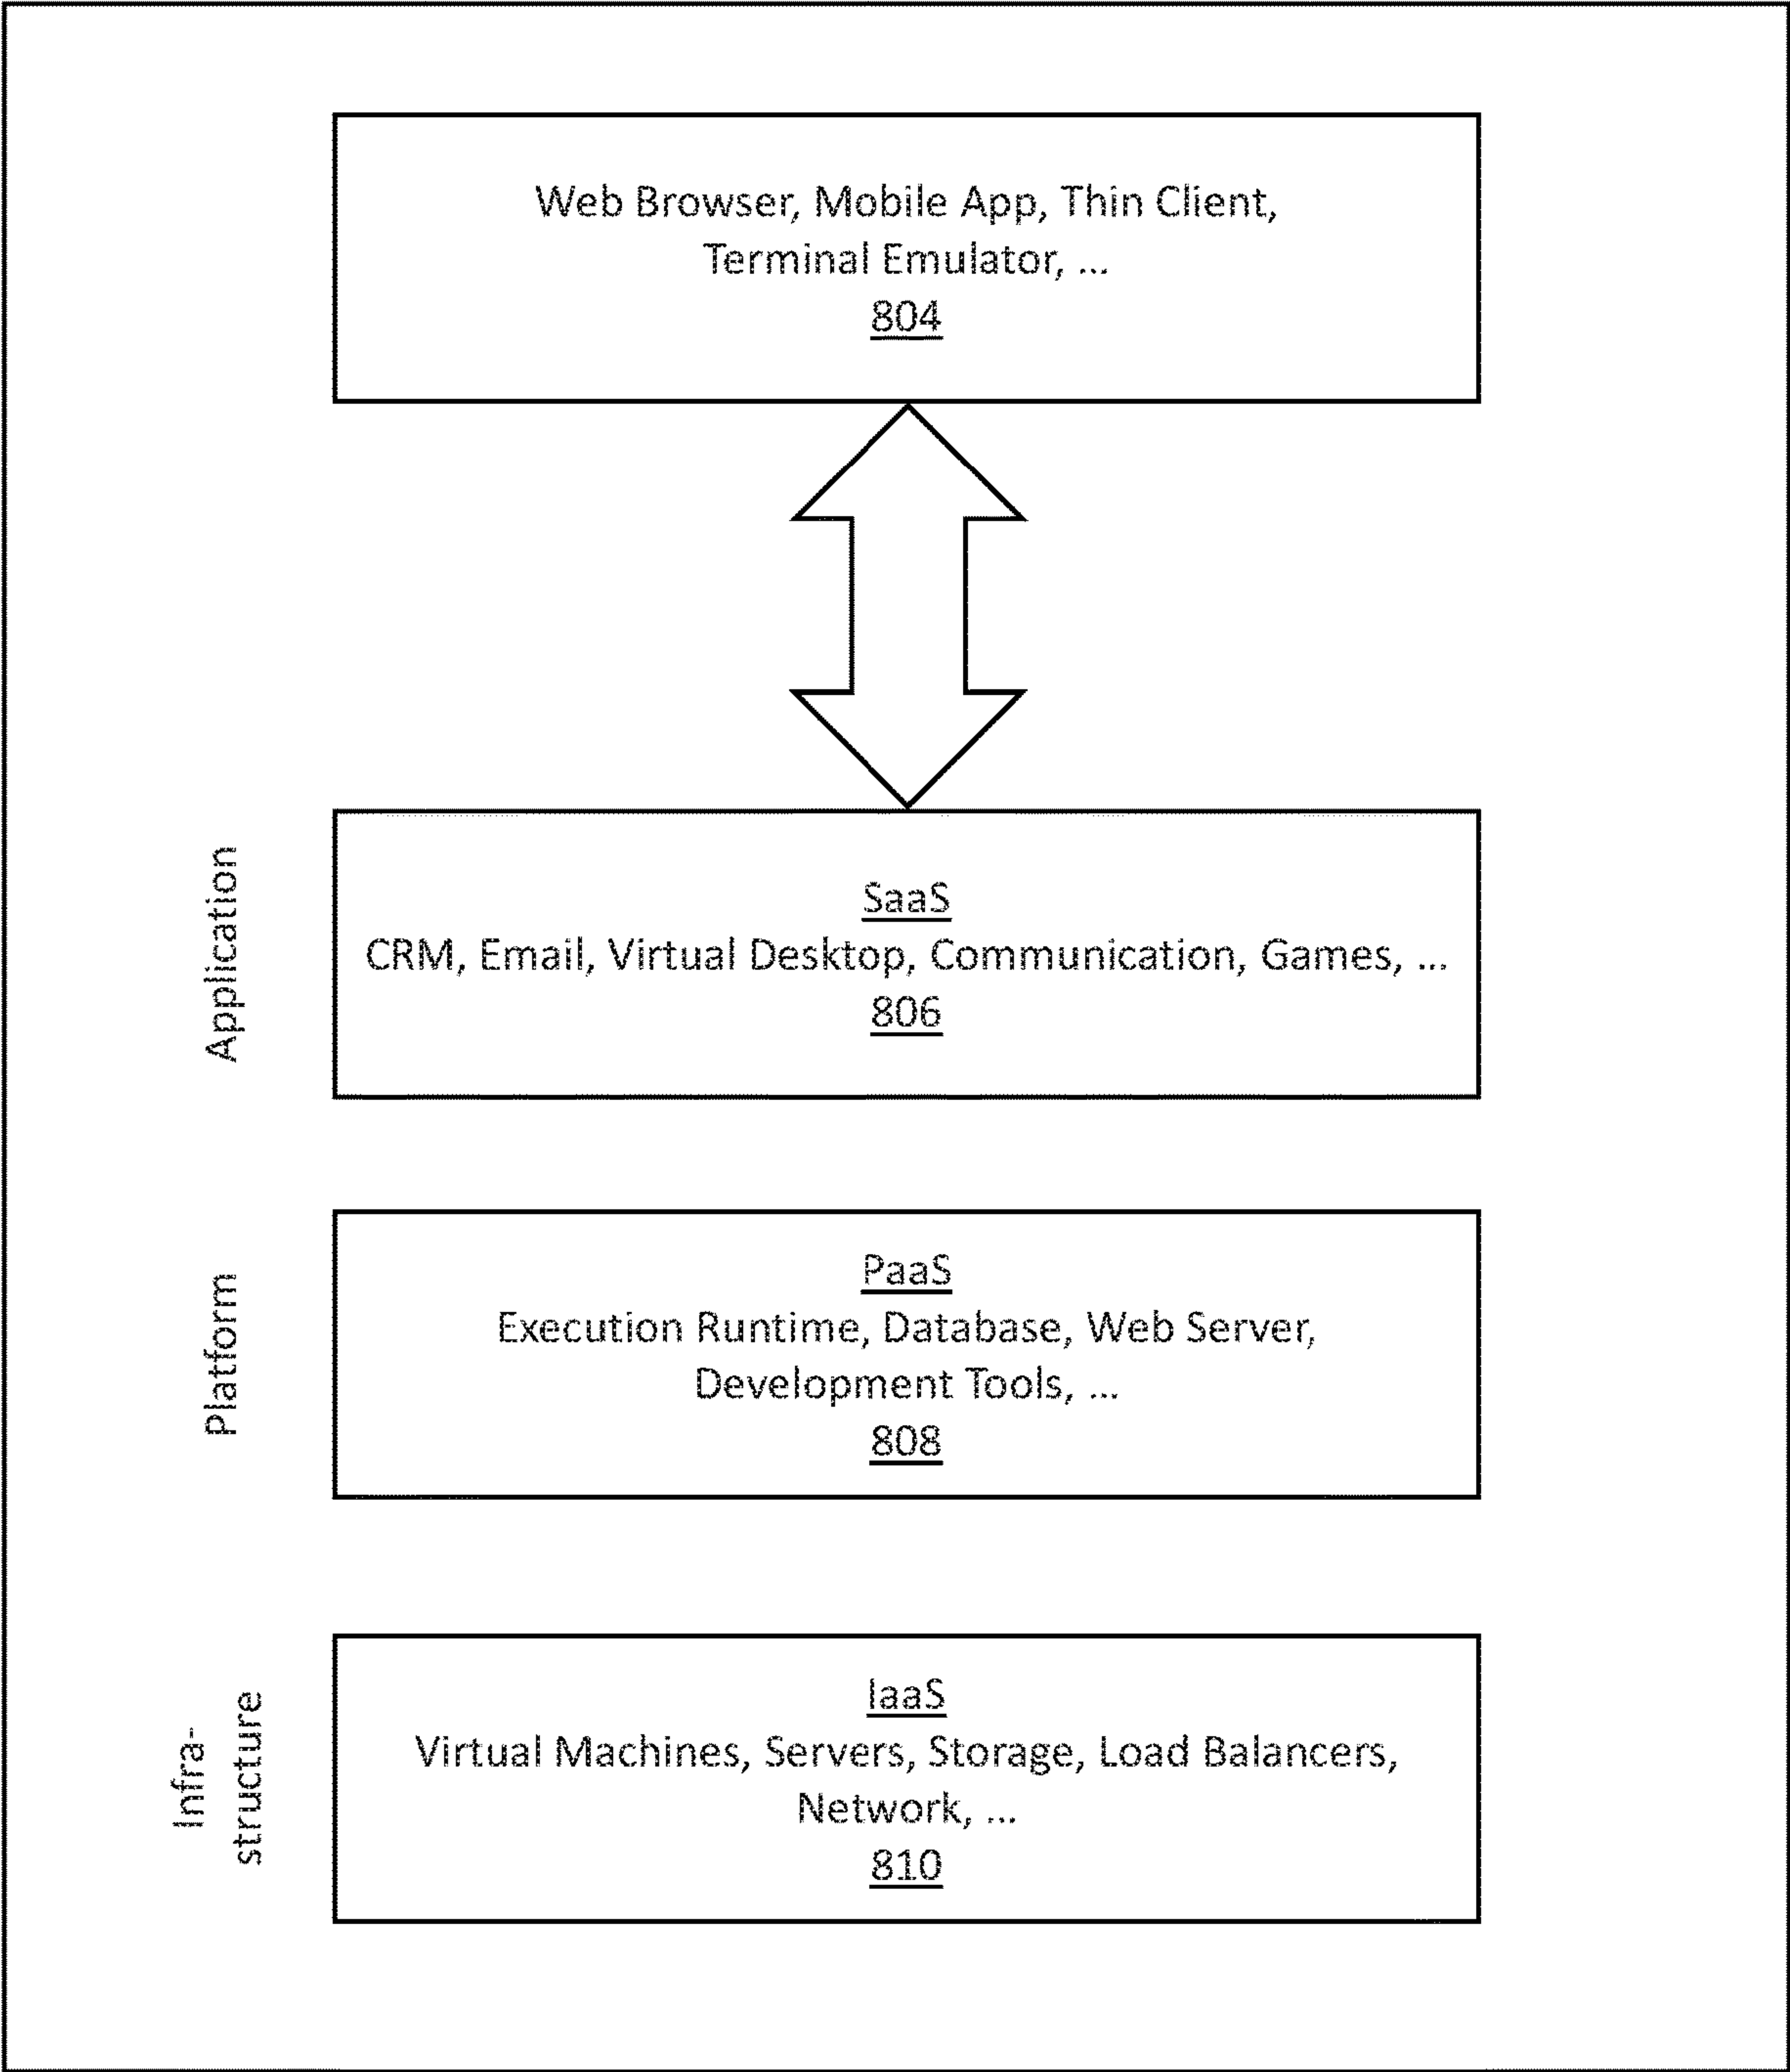 Web Browser, Mobile App, Thin Client,
Terminal Emulator, ...
804
Application
SaaS
CRM, Email, Virtual Desktop, Communication, Games, ...
806
Platform
PaaS
Execution Runtime, Database, Web Server,
Development Tools, ...
808
Infra-
structure
IaaS
Virtual Machines, Servers, Storage, Load Balancers,
Network, ...
810